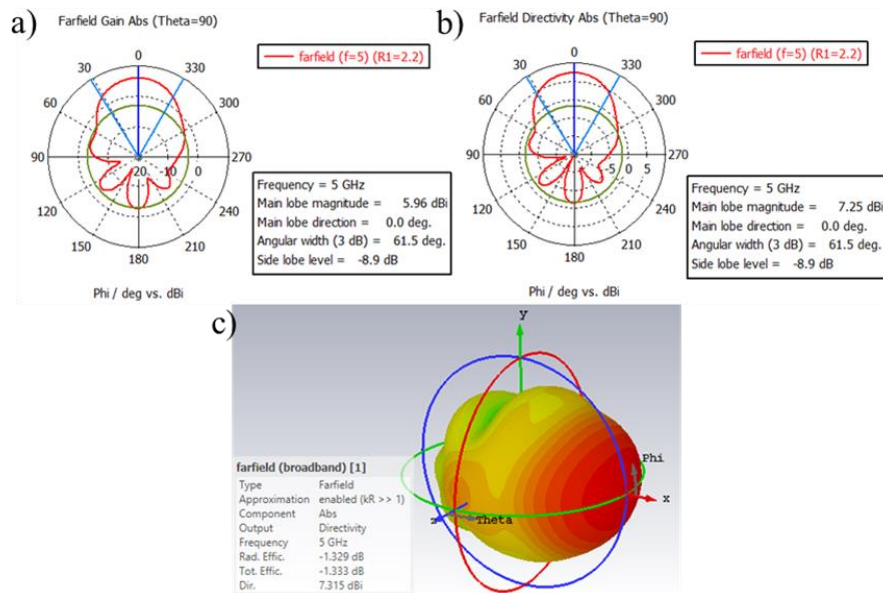 a)
Farfield Gain Abs (Theta=90)
farfield (f=5) (R1=2.2)
0
30
330
60
300
90
-20
-10
0
270
120
240
150
210
180
Frequency = 5 GHz
Main lobe magnitude = 5.96 dBi
Main lobe direction = 0.0 deg.
Angular width (3 dB) = 61.5 deg.
Side lobe level = -8.9 dB
Phi / deg vs. dBi
b)
Farfield Directivity Abs (Theta=90)
farfield (f=5) (R1=2.2)
0
30
330
60
300
90
-5
0
5
270
120
240
150
210
180
Frequency = 5 GHz
Main lobe magnitude = 7.25 dBi
Main lobe direction = 0.0 deg.
Angular width (3 dB) = 61.5 deg.
Side lobe level = -8.9 dB
Phi / deg vs. dBi
c)
y
Phi
x
z
Theta
farfield (broadband) [1]
Type Farfield
Approximation enabled (kR >> 1)
Component Abs
Output Directivity
Frequency 5 GHz
Rad. Effic. -1.329 dB
Tot. Effic. -1.333 dB
Dir. 7.315 dBi